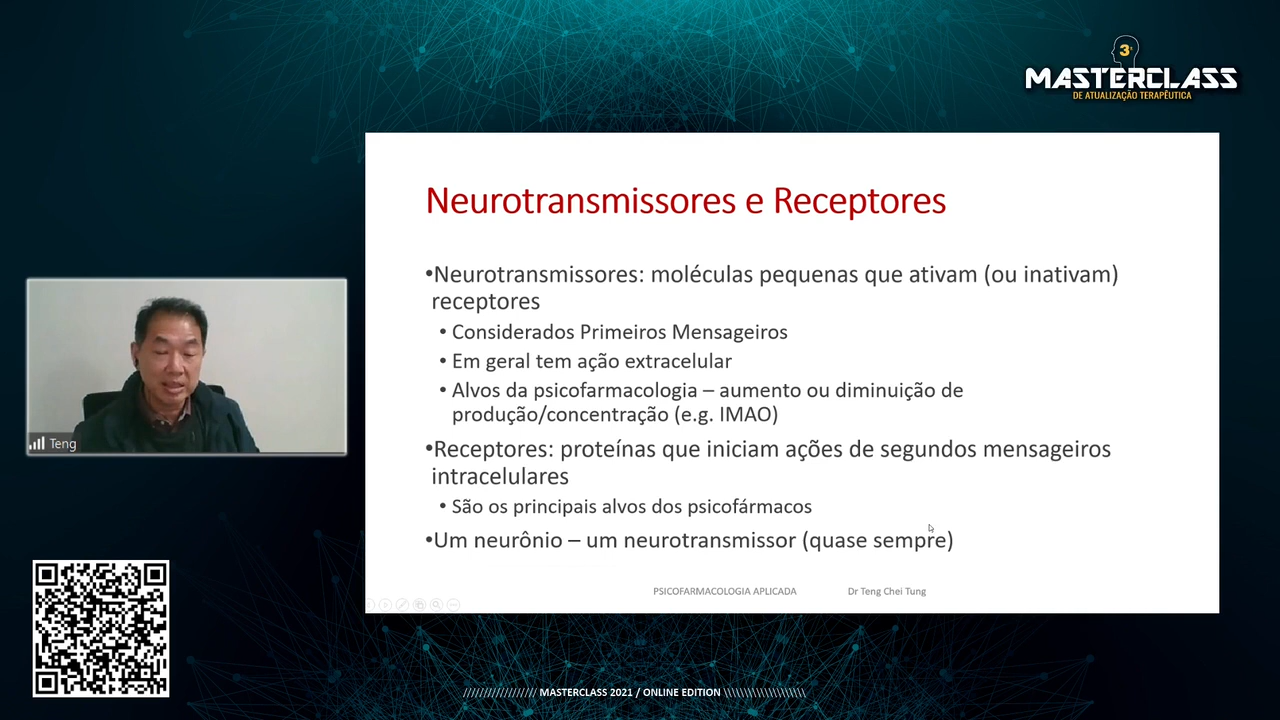 3ª
MASTERCLASS
DE ATUALIZAÇÃO TERAPÊUTICA
Neurotransmissores e Receptores
•Neurotransmissores: moléculas pequenas que ativam (ou inativam)
receptores
• Considerados Primeiros Mensageiros
• Em geral tem ação extracelular
• Alvos da psicofarmacologia – aumento ou diminuição de
produção/concentração (e.g. IMAO)
•Receptores: proteínas que iniciam ações de segundos mensageiros
intracelulares
• São os principais alvos dos psicofármacos
•Um neurônio – um neurotransmissor (quase sempre)
PSICOFARMACOLOGIA APLICADA Dr Teng Chei Tung
Teng
/////////////////// MASTERCLASS 2021 / ONLINE EDITION \\\\\\\\\\\\\\\\\\\